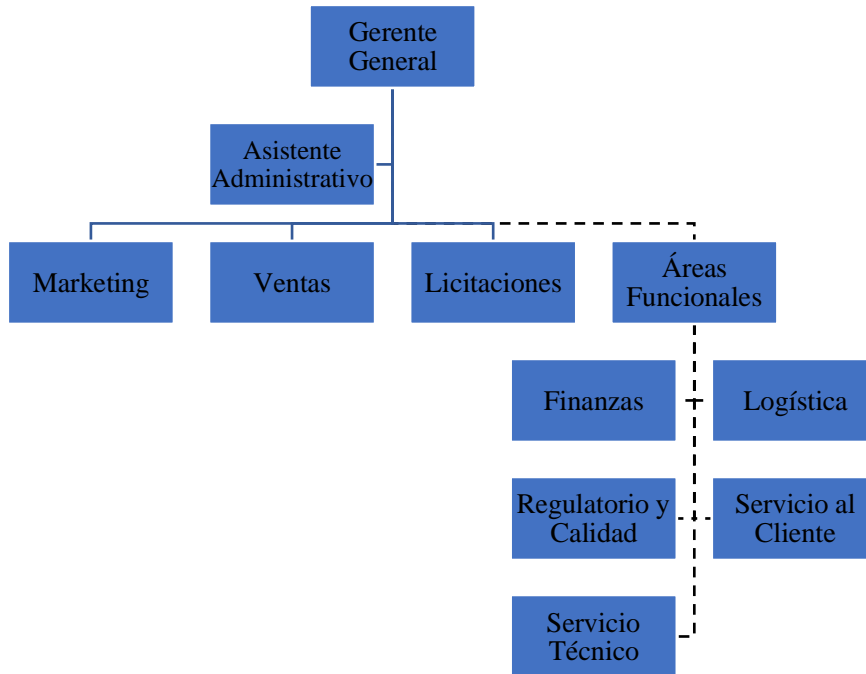 Gerente
General
Asistente
Administrativo
Marketing
Ventas
Licitaciones
Áreas
Funcionales
Finanzas
Logística
Regulatorio y
Calidad
Servicio al
Cliente
Servicio
Técnico